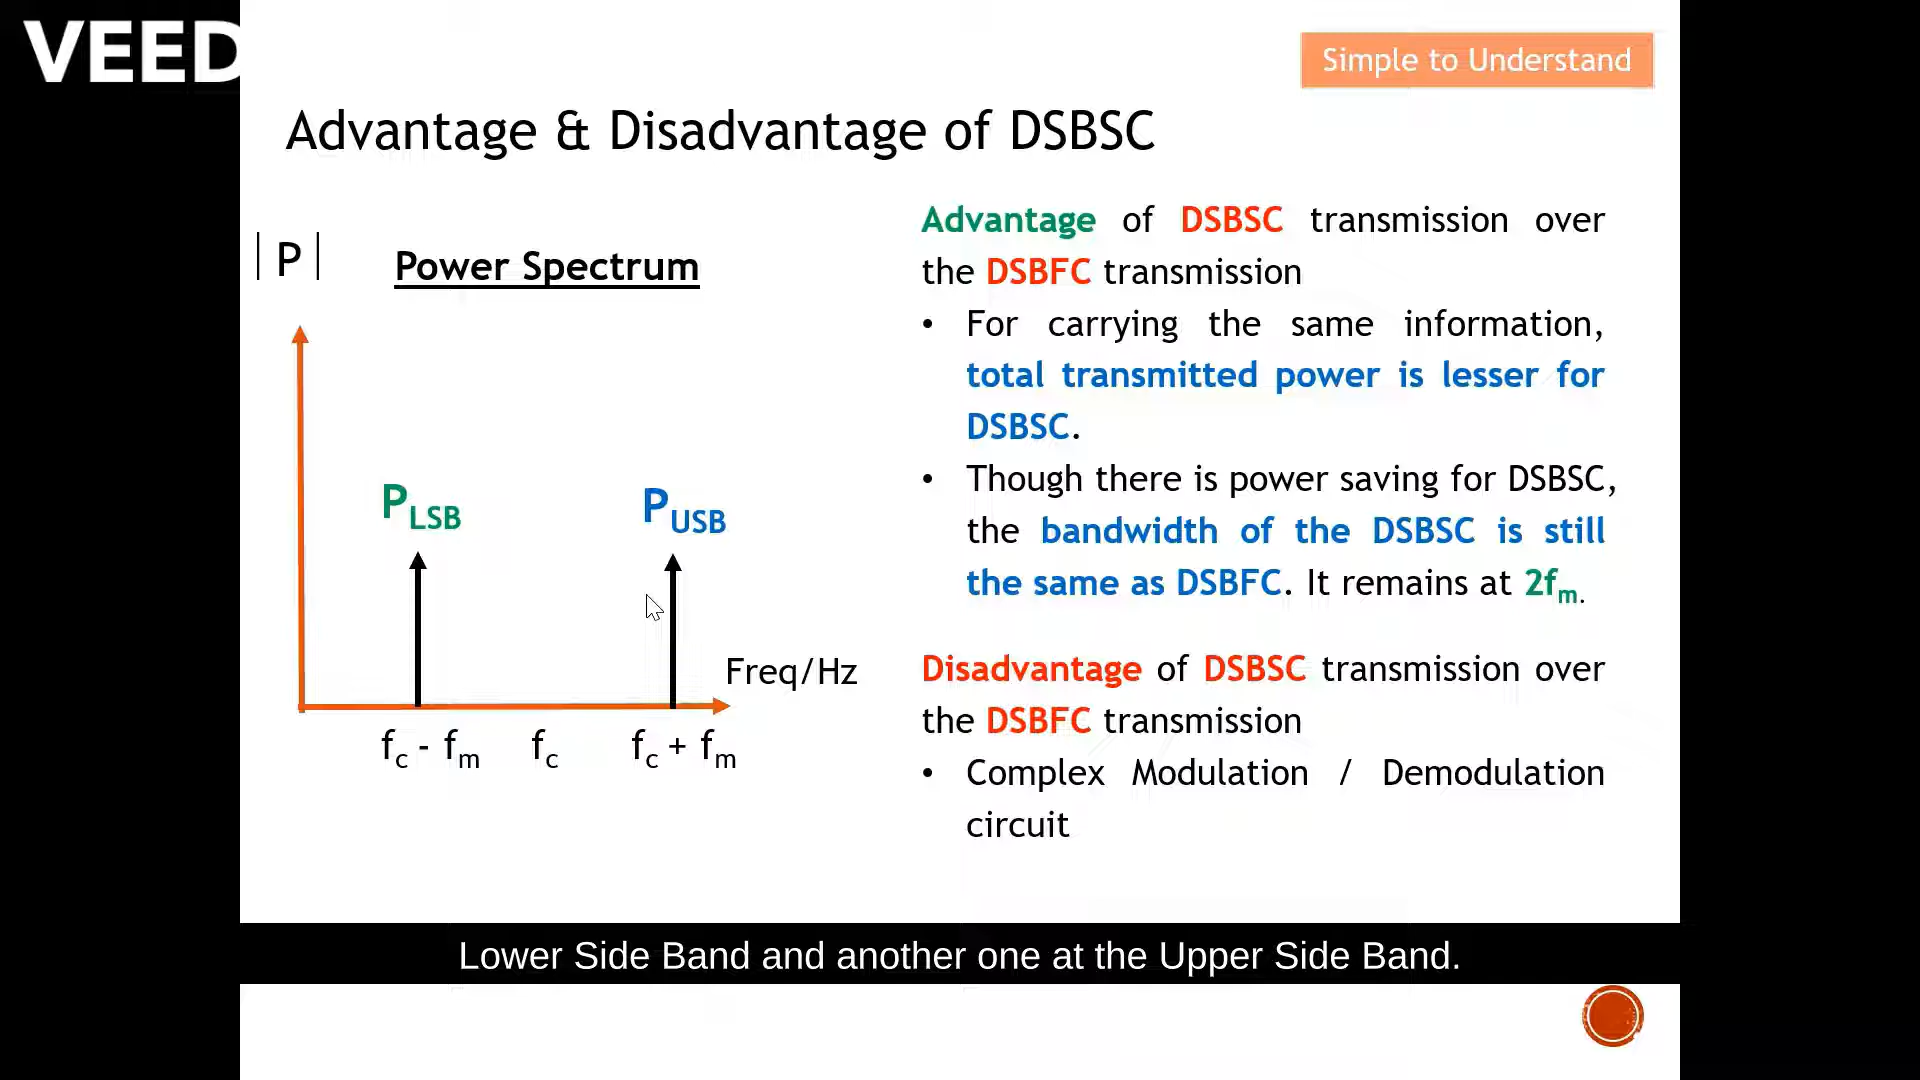 VEED
Simple to Understand
Advantage & Disadvantage of DSBSC
|P|
Power Spectrum
P_LSB
P_USB
Freq/Hz
f_c - f_m
f_c
f_c + f_m
Advantage of DSBSC transmission over
the DSBFC transmission
• For carrying the same information,
total transmitted power is lesser for
DSBSC.
• Though there is power saving for DSBSC,
the bandwidth of the DSBSC is still
the same as DSBFC. It remains at 2f_m.
Disadvantage of DSBSC transmission over
the DSBFC transmission
• Complex Modulation / Demodulation
circuit
Lower Side Band and another one at the Upper Side Band.